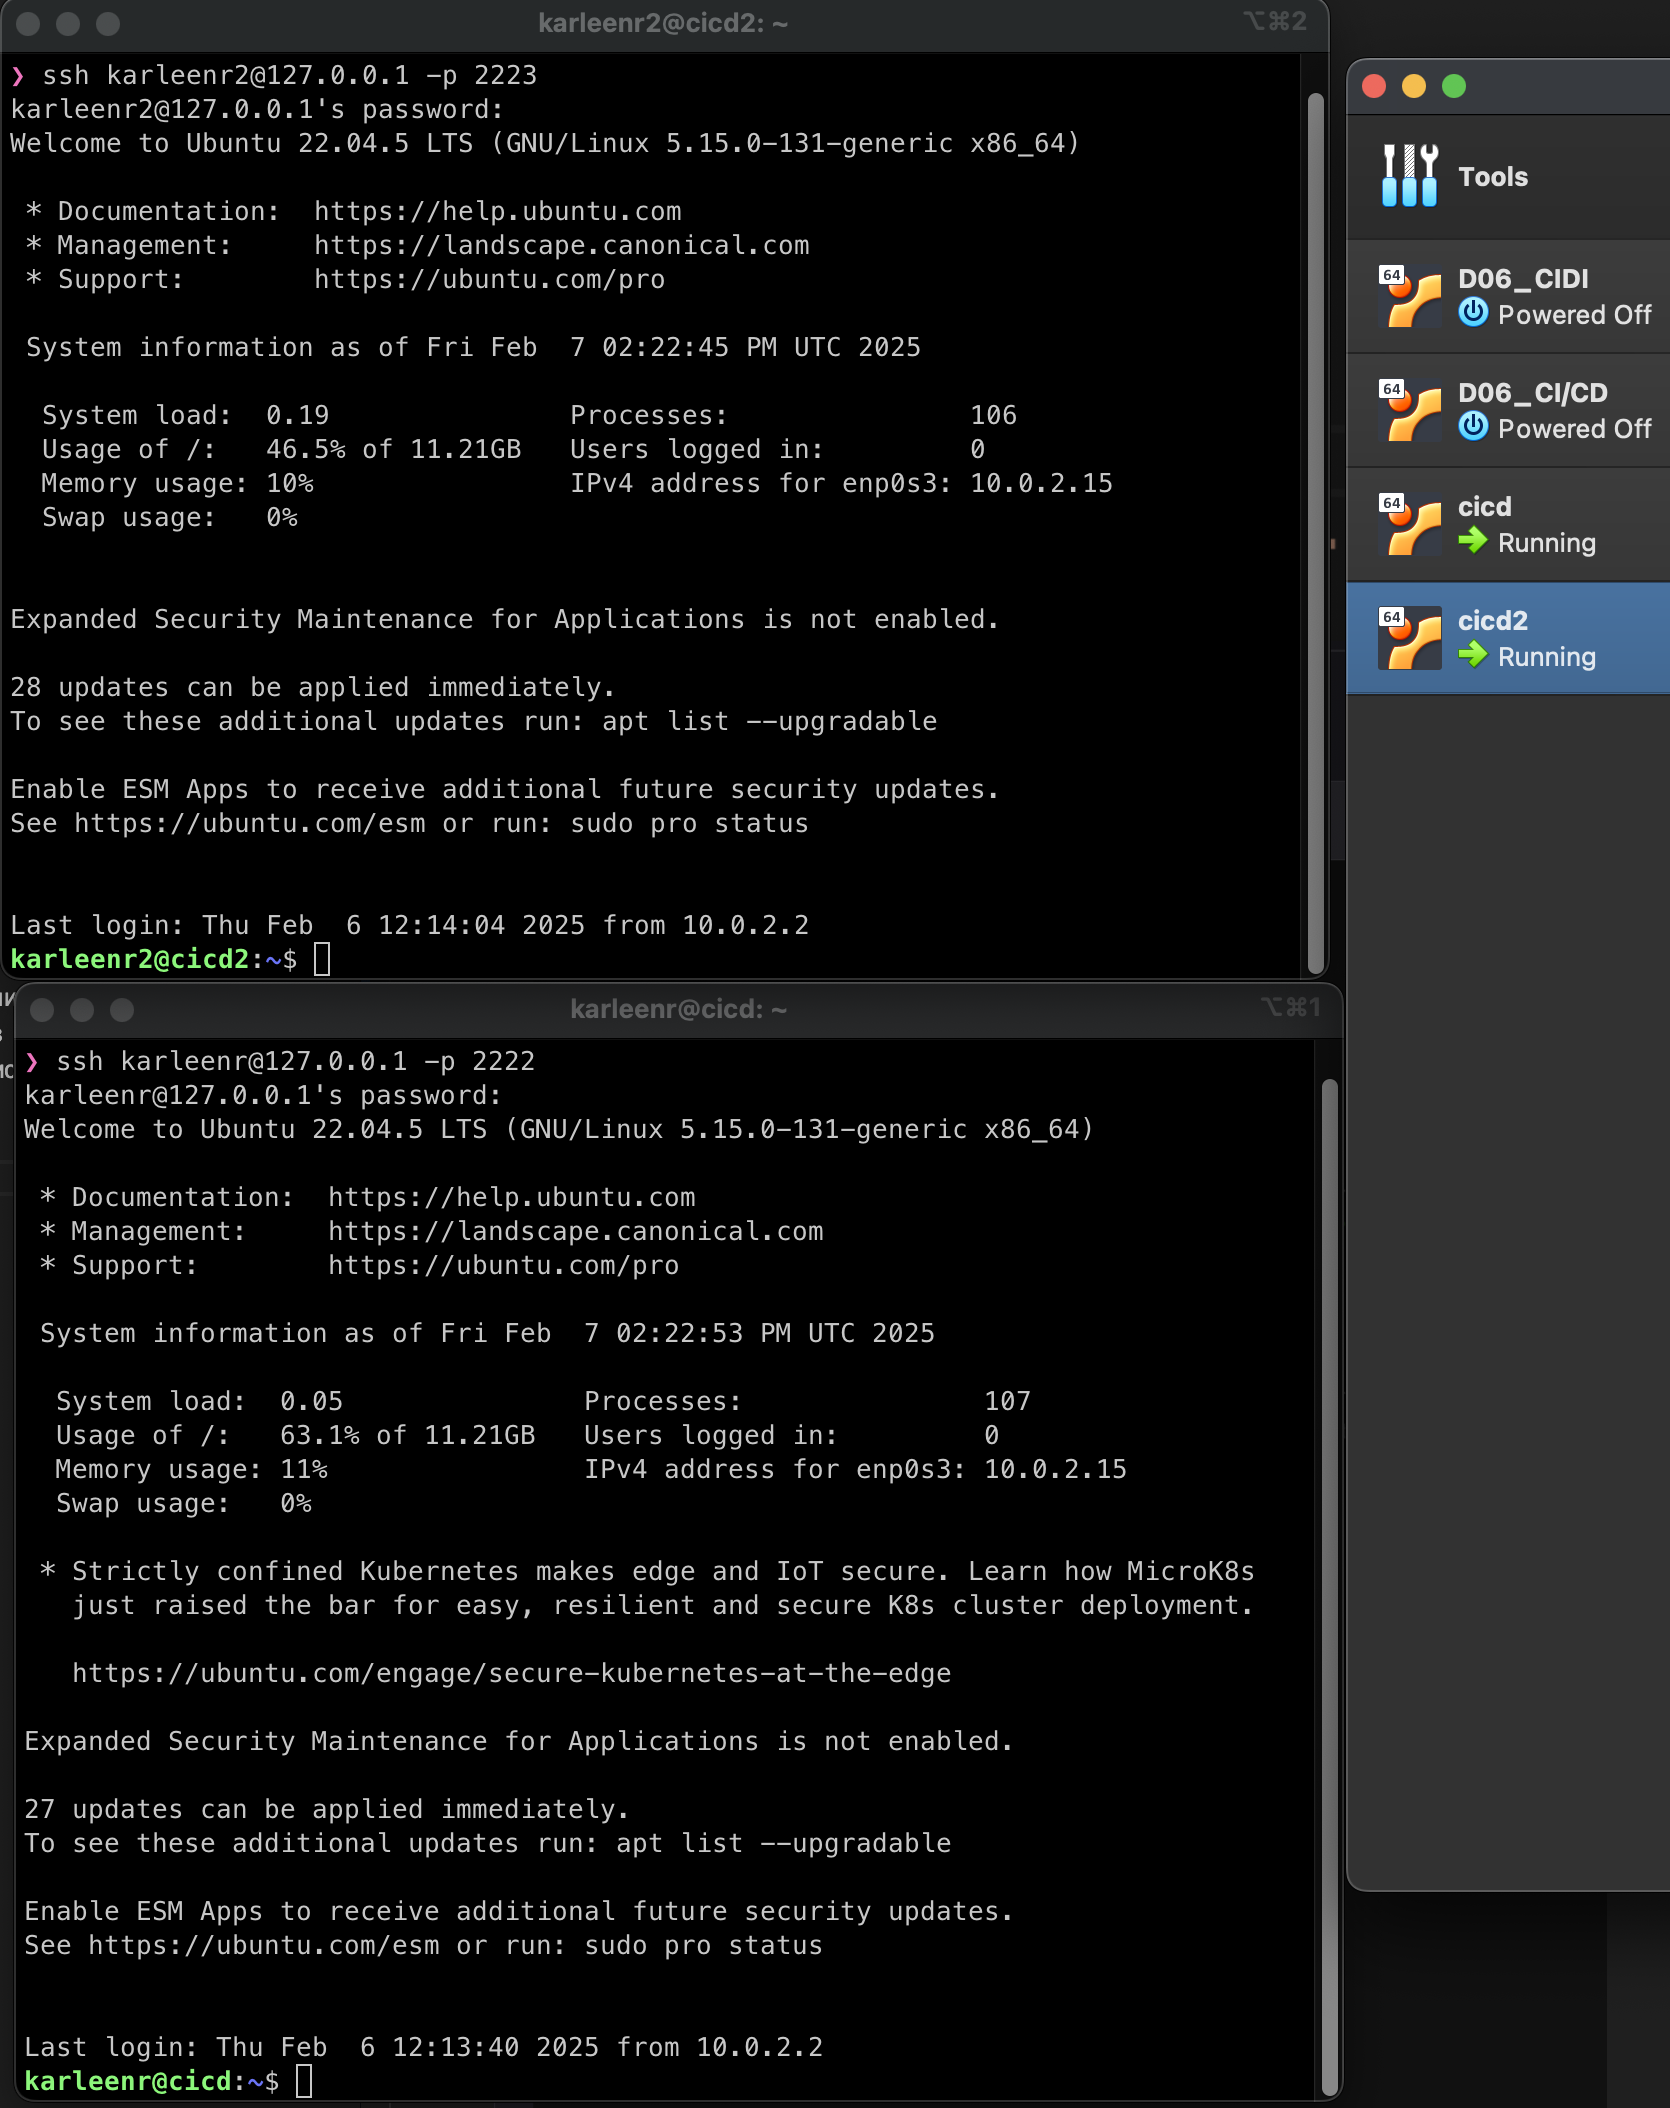 karleenr2@cicd2: ~
⌥⌘2
❯ ssh karleenr2@127.0.0.1 -p 2223
karleenr2@127.0.0.1's password:
Welcome to Ubuntu 22.04.5 LTS (GNU/Linux 5.15.0-131-generic x86_64)
* Documentation:  https://help.ubuntu.com
* Management:     https://landscape.canonical.com
* Support:        https://ubuntu.com/pro
System information as of Fri Feb  7 02:22:45 PM UTC 2025
System load:  0.19               Processes:               106
Usage of /:   46.5% of 11.21GB   Users logged in:         0
Memory usage: 10%                IPv4 address for enp0s3: 10.0.2.15
Swap usage:   0%
Expanded Security Maintenance for Applications is not enabled.
28 updates can be applied immediately.
To see these additional updates run: apt list --upgradable
Enable ESM Apps to receive additional future security updates.
See https://ubuntu.com/esm or run: sudo pro status
Last login: Thu Feb  6 12:14:04 2025 from 10.0.2.2
karleenr2@cicd2:~$
karleenr@cicd: ~
⌥⌘1
❯ ssh karleenr@127.0.0.1 -p 2222
karleenr@127.0.0.1's password:
Welcome to Ubuntu 22.04.5 LTS (GNU/Linux 5.15.0-131-generic x86_64)
* Documentation:  https://help.ubuntu.com
* Management:     https://landscape.canonical.com
* Support:        https://ubuntu.com/pro
System information as of Fri Feb  7 02:22:53 PM UTC 2025
System load:  0.05               Processes:               107
Usage of /:   63.1% of 11.21GB   Users logged in:         0
Memory usage: 11%                IPv4 address for enp0s3: 10.0.2.15
Swap usage:   0%
* Strictly confined Kubernetes makes edge and IoT secure. Learn how MicroK8s
just raised the bar for easy, resilient and secure K8s cluster deployment.
https://ubuntu.com/engage/secure-kubernetes-at-the-edge
Expanded Security Maintenance for Applications is not enabled.
27 updates can be applied immediately.
To see these additional updates run: apt list --upgradable
Enable ESM Apps to receive additional future security updates.
See https://ubuntu.com/esm or run: sudo pro status
Last login: Thu Feb  6 12:13:40 2025 from 10.0.2.2
karleenr@cicd:~$
Tools
64
D06_CIDI
Powered Off
64
D06_CI/CD
Powered Off
64
cicd
Running
64
cicd2
Running